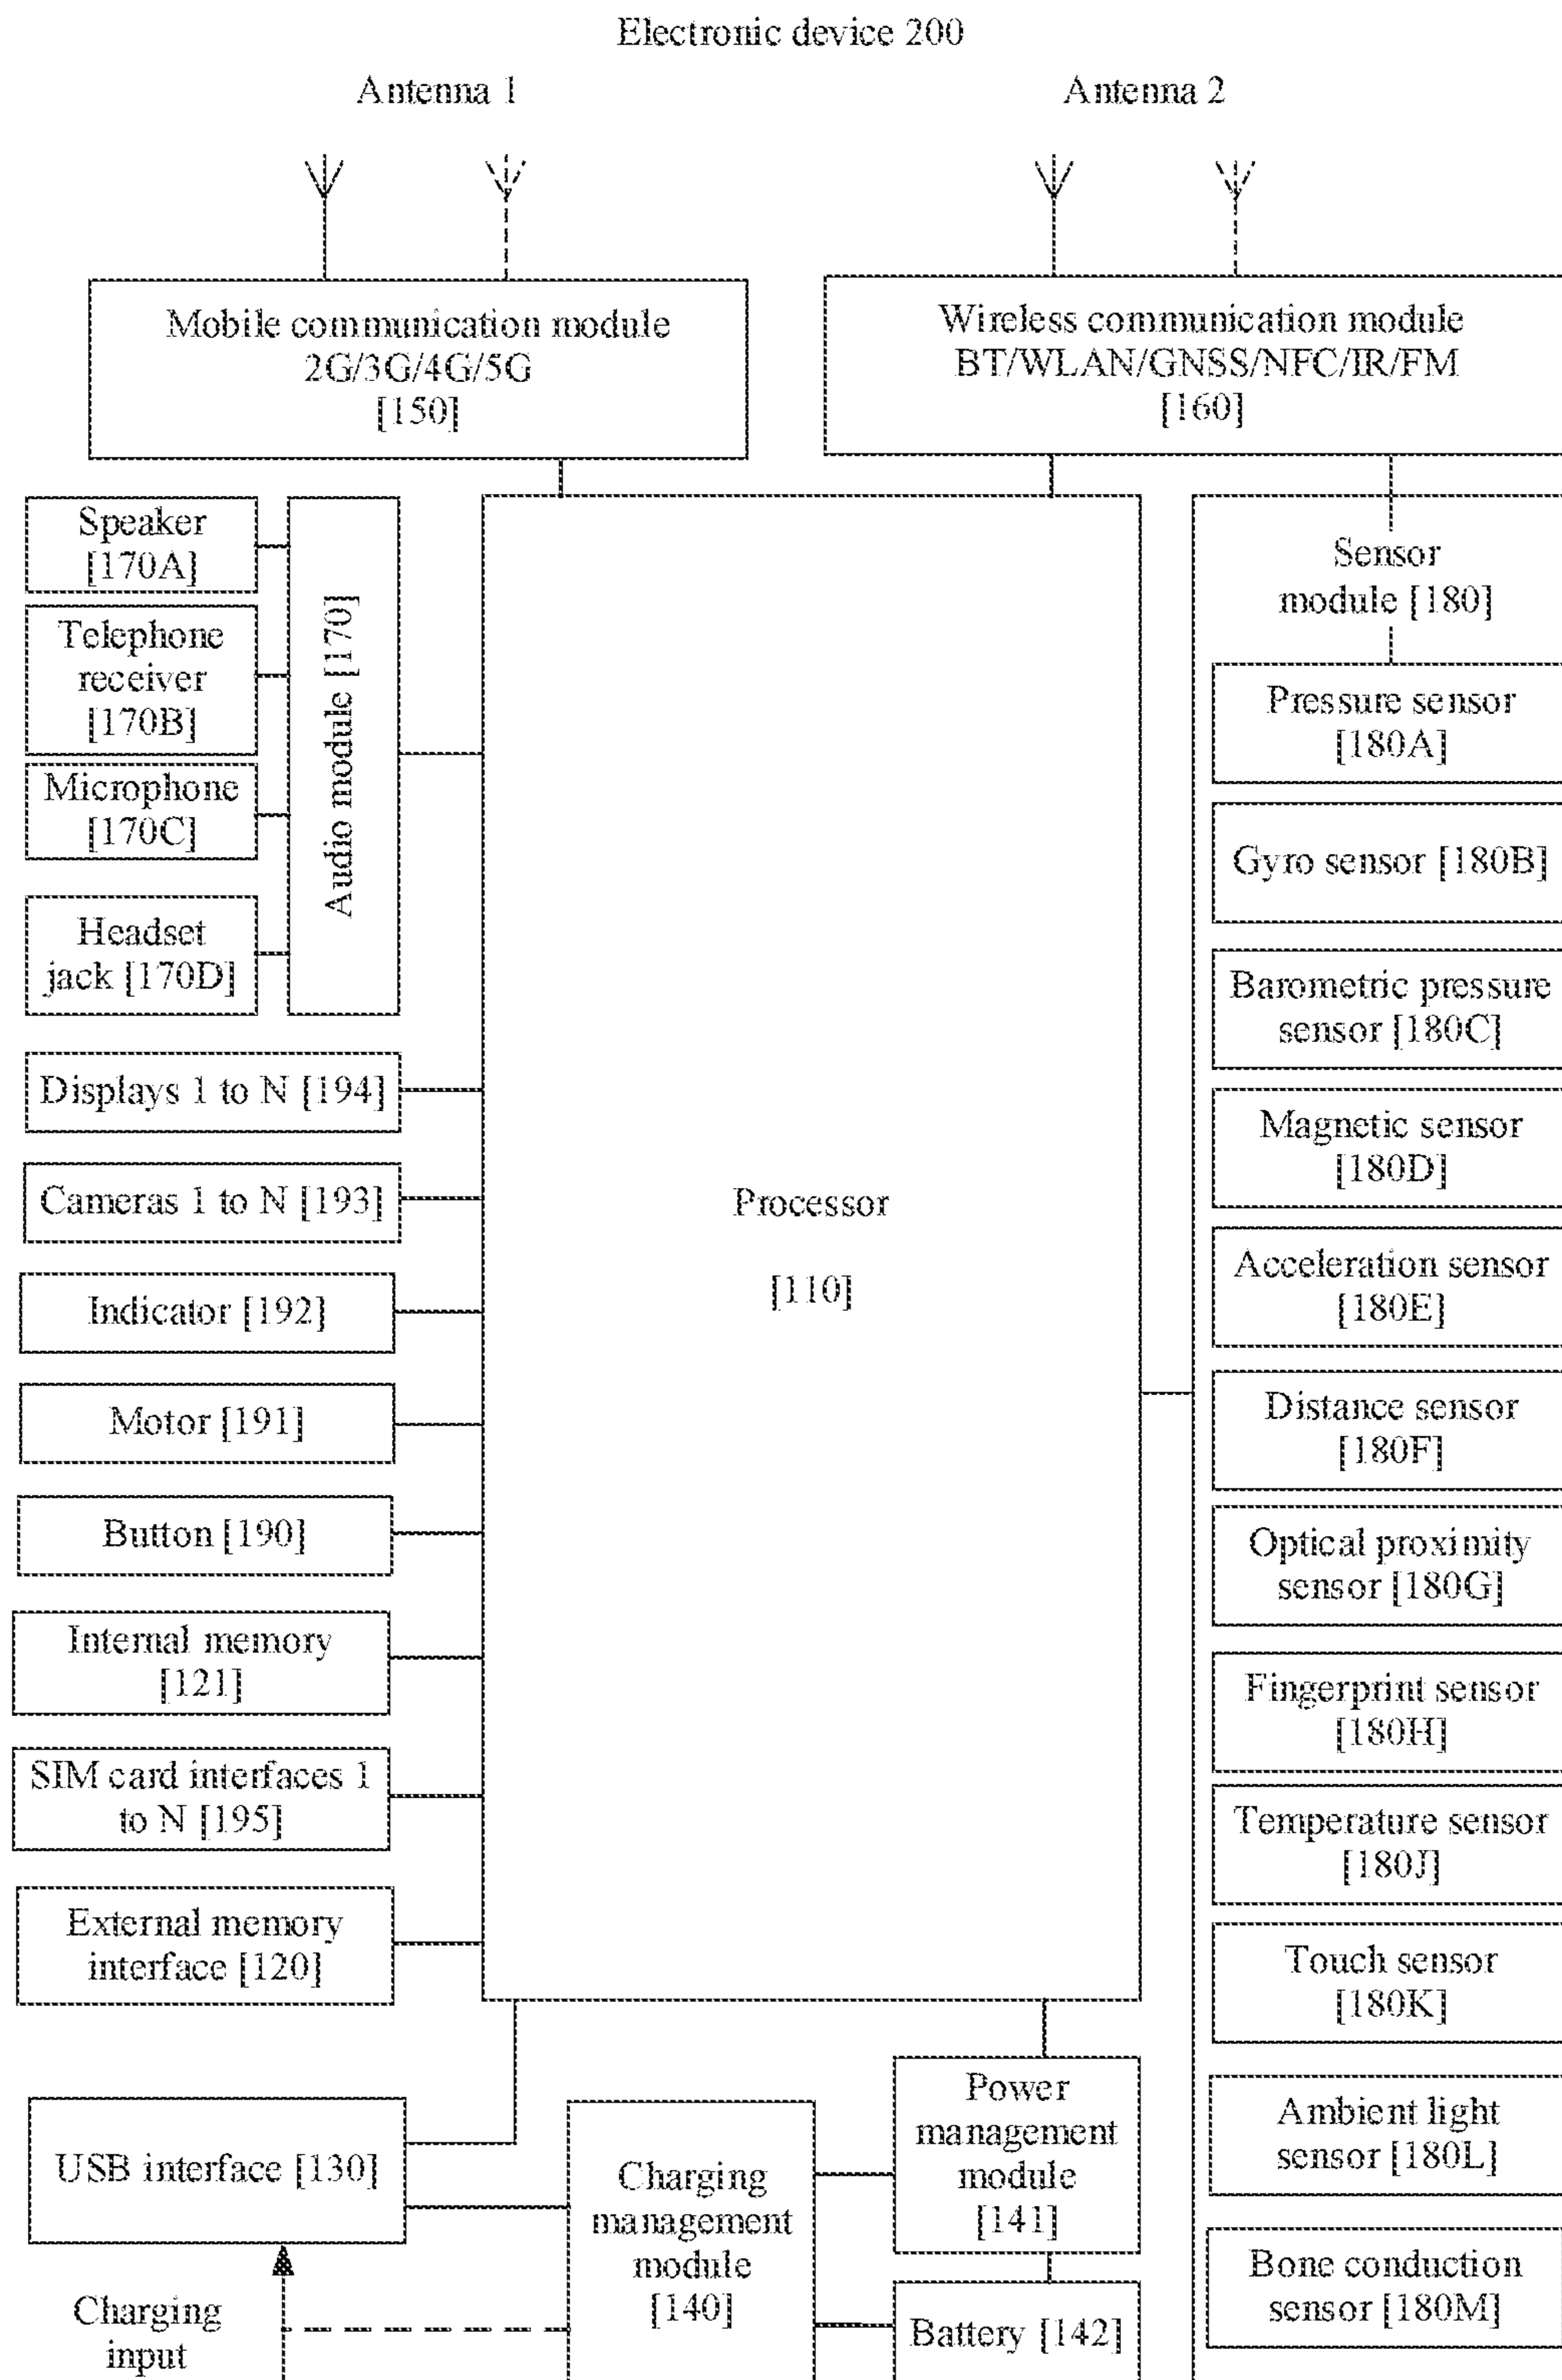 Electronic device 200
Antenna 1
Antenna 2
Mobile communication module
2G/3G/4G/5G
[150]
Wireless communication module
BT/WLAN/GNSS/NFC/IR/FM
[160]
Speaker
[170A]
Telephone
receiver
[170B]
Microphone
[170C]
Headset
jack [170D]
Audio module [170]
Displays 1 to N [194]
Cameras 1 to N [193]
Indicator [192]
Motor [191]
Button [190]
Internal memory
[121]
SIM card interfaces 1
to N [195]
External memory
interface [120]
Processor
[110]
Sensor
module [180]
Pressure sensor
[180A]
Gyro sensor [180B]
Barometric pressure
sensor [180C]
Magnetic sensor
[180D]
Acceleration sensor
[180E]
Distance sensor
[180F]
Optical proximity
sensor [180G]
Fingerprint sensor
[180H]
Temperature sensor
[180J]
Touch sensor
[180K]
Ambient light
sensor [180L]
Bone conduction
sensor [180M]
USB interface [130]
Charging
input
Charging
management
module
[140]
Power
management
module
[141]
Battery [142]